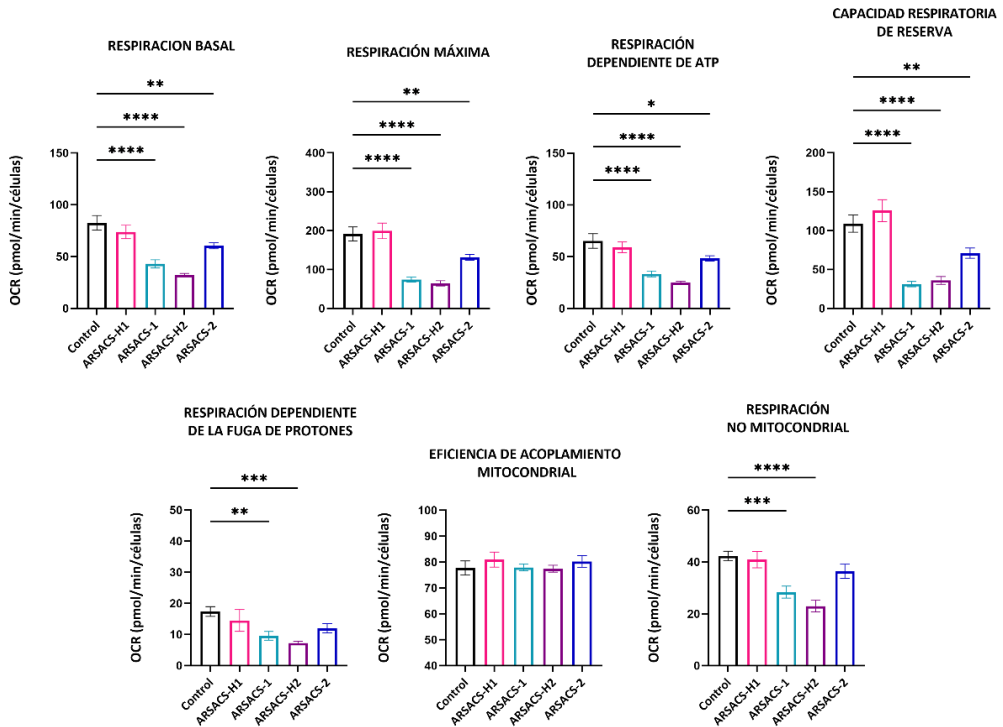 RESPIRACION BASAL
**
****
****
OCR (pmol/min/células)
150
100
50
0
Control
ARSACS-H1
ARSACS-1
ARSACS-H2
ARSACS-2
RESPIRACIÓN MÁXIMA
**
****
****
OCR (pmol/min/células)
400
300
200
100
0
Control
ARSACS-H1
ARSACS-1
ARSACS-H2
ARSACS-2
RESPIRACIÓN
DEPENDIENTE DE ATP
*
****
****
OCR (pmol/min/células)
150
100
50
0
Control
ARSACS-H1
ARSACS-1
ARSACS-H2
ARSACS-2
CAPACIDAD RESPIRATORIA
DE RESERVA
**
****
****
OCR (pmol/min/células)
200
150
100
50
0
Control
ARSACS-H1
ARSACS-1
ARSACS-H2
ARSACS-2
RESPIRACIÓN DEPENDIENTE
DE LA FUGA DE PROTONES
***
**
OCR (pmol/min/células)
50
40
30
20
10
0
Control
ARSACS-H1
ARSACS-1
ARSACS-H2
ARSACS-2
EFICIENCIA DE ACOPLAMIENTO
MITOCONDRIAL
OCR (pmol/min/células)
100
90
80
70
60
50
40
Control
ARSACS-H1
ARSACS-1
ARSACS-H2
ARSACS-2
RESPIRACIÓN
NO MITOCONDRIAL
****
***
OCR (pmol/min/células)
60
40
20
0
Control
ARSACS-H1
ARSACS-1
ARSACS-H2
ARSACS-2